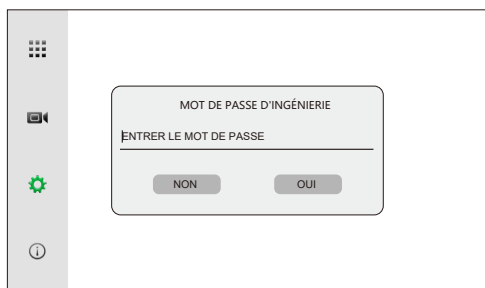 MOT DE PASSE D'INGÉNIERIE
ENTRER LE MOT DE PASSE
NON
OUI